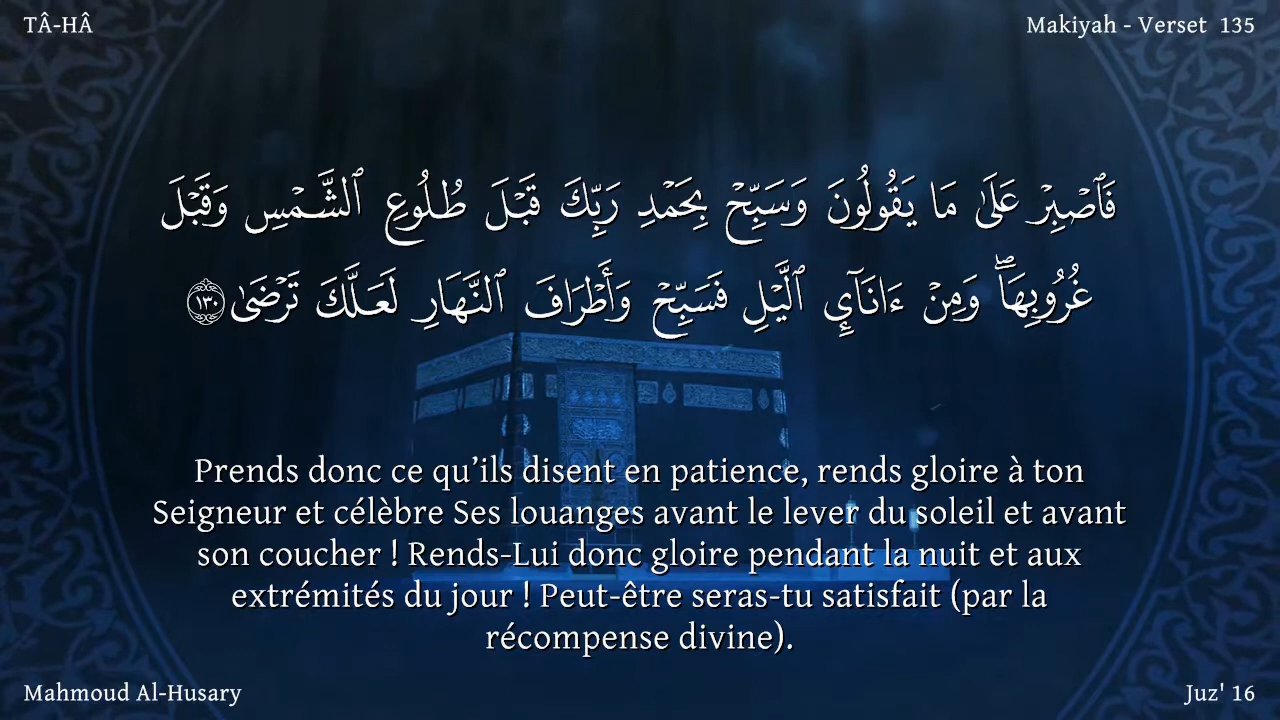 TÂ-HÂ
Makiyah - Verset 135
فَٱصۡبِرۡ عَلَىٰ مَا يَقُولُونَ وَسَبِّحۡ بِحَمۡدِ رَبِّكَ قَبۡلَ طُلُوعِ ٱلشَّمۡسِ وَقَبۡلَ
غُرُوبِهَاۖ وَمِنۡ ءَانَآيِٕ ٱلَّيۡلِ فَسَبِّحۡ وَأَطۡرَافَ ٱلنَّهَارِ لَعَلَّكَ تَرۡضَىٰ ١٣٠
Prends donc ce qu’ils disent en patience, rends gloire à ton
Seigneur et célèbre Ses louanges avant le lever du soleil et avant
son coucher ! Rends-Lui donc gloire pendant la nuit et aux
extrémités du jour ! Peut-être seras-tu satisfait (par la
récompense divine).
Mahmoud Al-Husary
Juz' 16